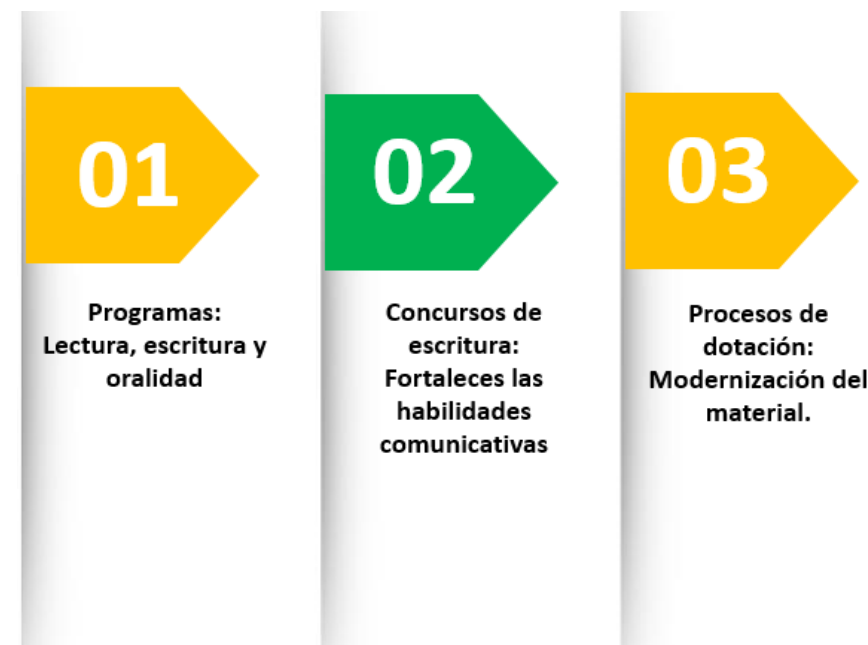 01
Programas:
Lectura, escritura y
oralidad
02
Concursos de
escritura:
Fortaleces las
habilidades
comunicativas
03
Procesos de
dotación:
Modernización del
material.